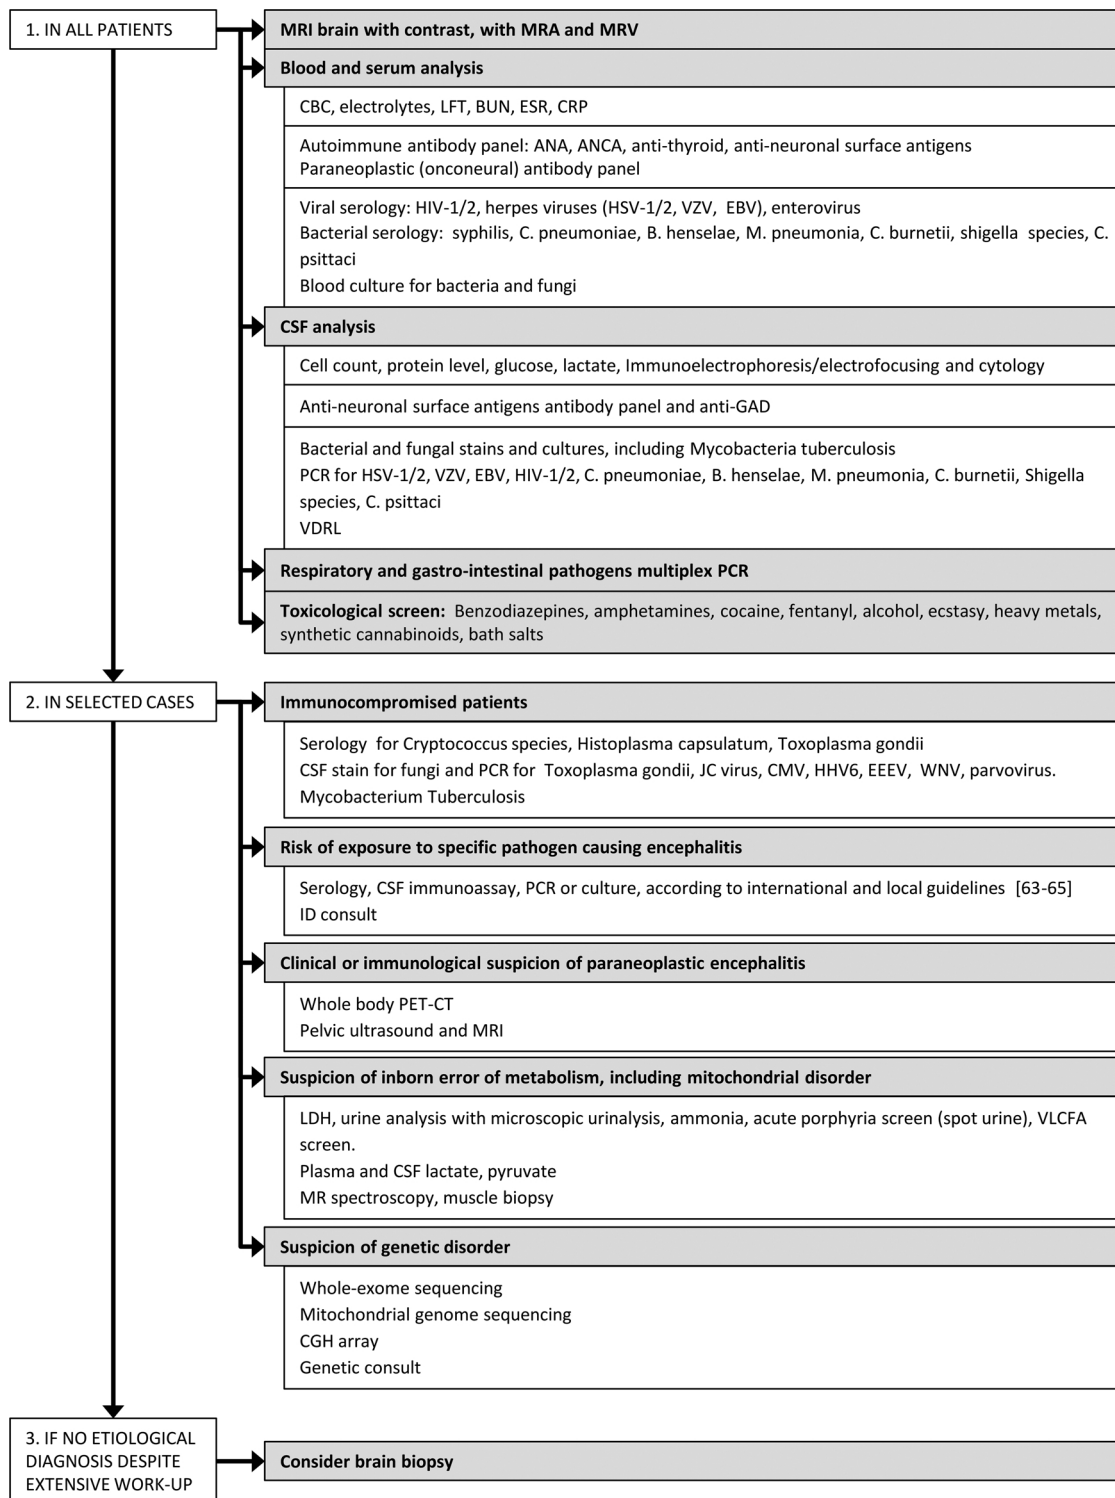 1. IN ALL PATIENTS
MRI brain with contrast, with MRA and MRV
Blood and serum analysis
CBC, electrolytes, LFT, BUN, ESR, CRP
Autoimmune antibody panel: ANA, ANCA, anti-thyroid, anti-neuronal surface antigens
Paraneoplastic (onconeural) antibody panel
Viral serology: HIV-1/2, herpes viruses (HSV-1/2, VZV, EBV), enterovirus
Bacterial serology: syphilis, C. pneumoniae, B. henselae, M. pneumonia, C. burnetii, shigella species, C.
psittaci
Blood culture for bacteria and fungi
CSF analysis
Cell count, protein level, glucose, lactate, Immunoelectrophoresis/electrofocusing and cytology
Anti-neuronal surface antigens antibody panel and anti-GAD
Bacterial and fungal stains and cultures, including Mycobacteria tuberculosis
PCR for HSV-1/2, VZV, EBV, HIV-1/2, C. pneumoniae, B. henselae, M. pneumonia, C. burnetii, Shigella
species, C. psittaci
VDRL
Respiratory and gastro-intestinal pathogens multiplex PCR
Toxicological screen: Benzodiazepines, amphetamines, cocaine, fentanyl, alcohol, ecstasy, heavy metals,
synthetic cannabinoids, bath salts
2. IN SELECTED CASES
Immunocompromised patients
Serology for Cryptococcus species, Histoplasma capsulatum, Toxoplasma gondii
CSF stain for fungi and PCR for Toxoplasma gondii, JC virus, CMV, HHV6, EEEV, WNV, parvovirus.
Mycobacterium Tuberculosis
Risk of exposure to specific pathogen causing encephalitis
Serology, CSF immunoassay, PCR or culture, according to international and local guidelines [63-65]
ID consult
Clinical or immunological suspicion of paraneoplastic encephalitis
Whole body PET-CT
Pelvic ultrasound and MRI
Suspicion of inborn error of metabolism, including mitochondrial disorder
LDH, urine analysis with microscopic urinalysis, ammonia, acute porphyria screen (spot urine), VLCFA
screen.
Plasma and CSF lactate, pyruvate
MR spectroscopy, muscle biopsy
Suspicion of genetic disorder
Whole-exome sequencing
Mitochondrial genome sequencing
CGH array
Genetic consult
3. IF NO ETIOLOGICAL
DIAGNOSIS DESPITE
EXTENSIVE WORK-UP
Consider brain biopsy